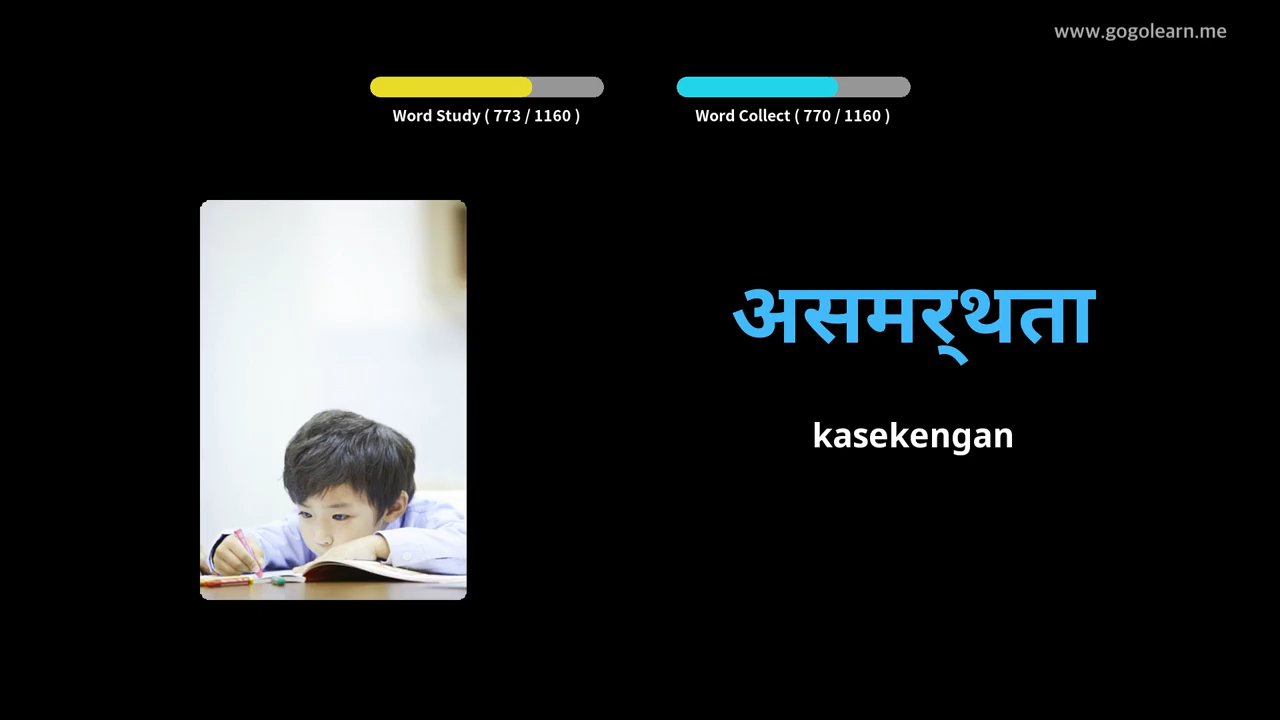 www.gogolearn.me
Word Study ( 773 / 1160 )
Word Collect ( 770 / 1160 )
असमर्‍थता
kasekengan